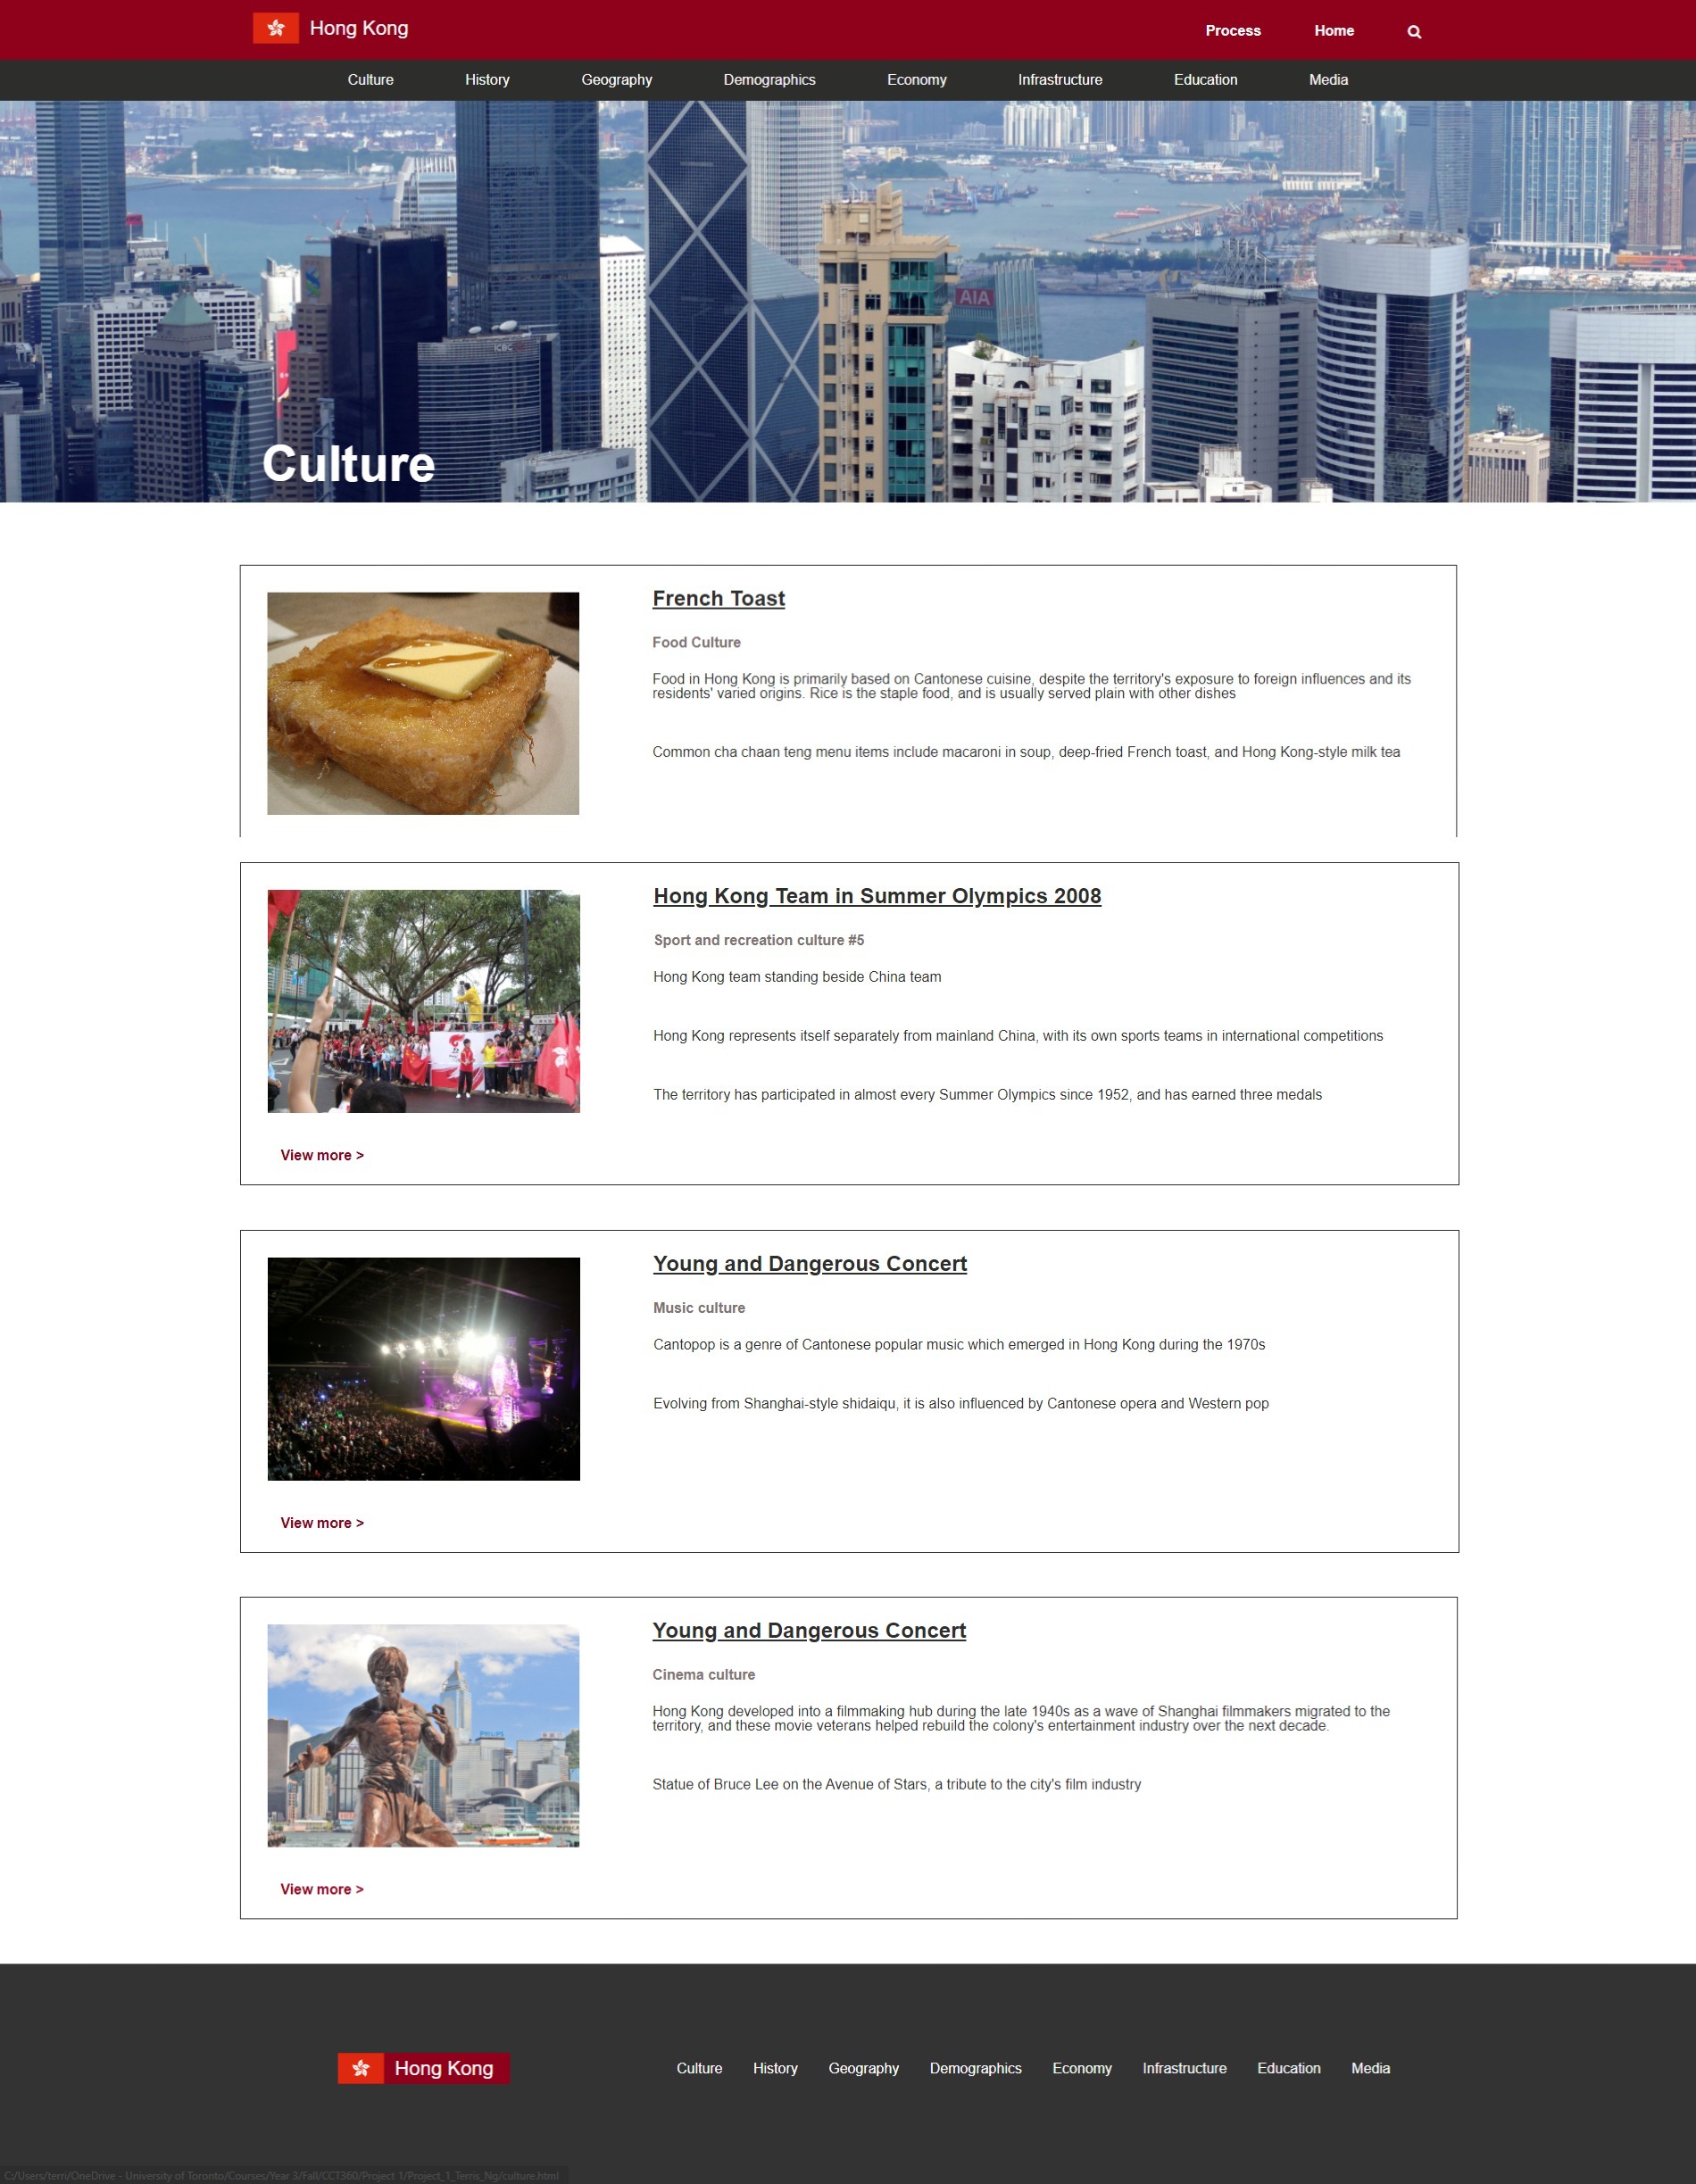 Hong Kong
Process
Home
Culture
History
Geography
Demographics
Economy
Infrastructure
Education
Media
AIA
ICBC
Culture
French Toast
Food Culture
Food in Hong Kong is primarily based on Cantonese cuisine, despite the territory's exposure to foreign influences and its
residents' varied origins. Rice is the staple food, and is usually served plain with other dishes
Common cha chaan teng menu items include macaroni in soup, deep-fried French toast, and Hong Kong-style milk tea
Hong Kong Team in Summer Olympics 2008
Sport and recreation culture #5
Hong Kong team standing beside China team
Hong Kong represents itself separately from mainland China, with its own sports teams in international competitions
The territory has participated in almost every Summer Olympics since 1952, and has earned three medals
View more >
Young and Dangerous Concert
Music culture
Cantopop is a genre of Cantonese popular music which emerged in Hong Kong during the 1970s
Evolving from Shanghai-style shidaiqu, it is also influenced by Cantonese opera and Western pop
View more >
Young and Dangerous Concert
Cinema culture
Hong Kong developed into a filmmaking hub during the late 1940s as a wave of Shanghai filmmakers migrated to the
territory, and these movie veterans helped rebuild the colony's entertainment industry over the next decade.
Statue of Bruce Lee on the Avenue of Stars, a tribute to the city's film industry
PHILIPS
View more >
Hong Kong
Culture
History
Geography
Demographics
Economy
Infrastructure
Education
Media
C:/Users/terri/OneDrive - University of Toronto/Courses/Year 3/Fall/CCT360/Project 1/Project_1_Terris_Ng/culture.html